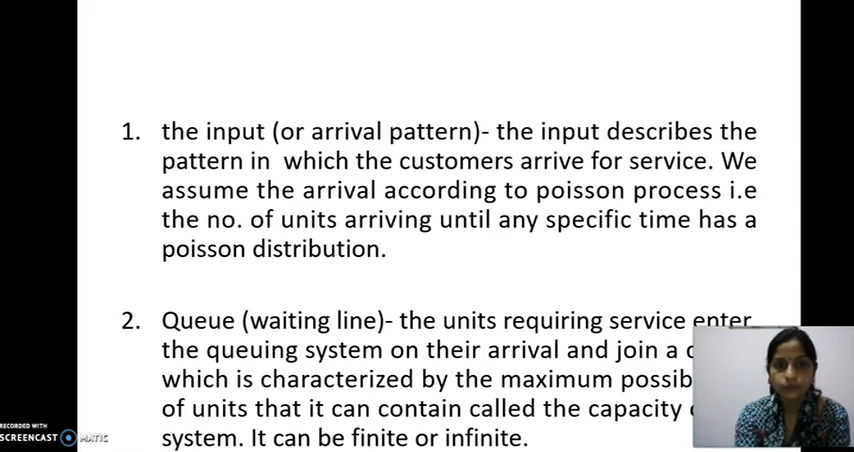 1. the input (or arrival pattern)- the input describes the
pattern in which the customers arrive for service. We
assume the arrival according to poisson process i.e
the no. of units arriving until any specific time has a
poisson distribution.
2. Queue (waiting line)- the units requiring service enter
the queuing system on their arrival and join a
which is characterized by the maximum
of units that it can contain called the capacity
system. It can be finite or infinite.
RECORDED WITH
SCREENCAST MATIC